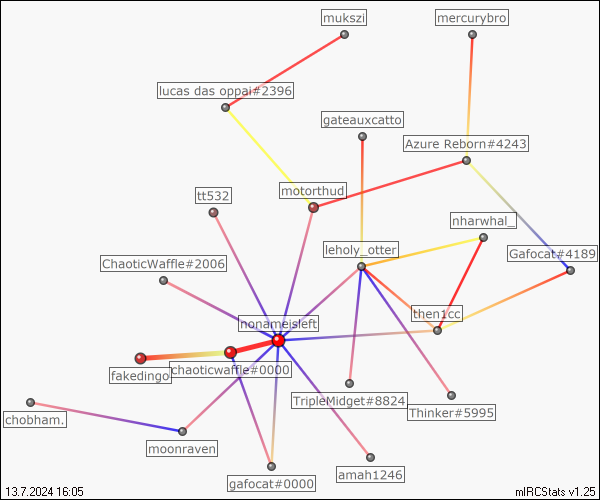 mukszi
mercurybro
lucas das oppai#2396
gateauxcatto
Azure Reborn#4243
tt532
motorthud
nharwhal_
leholy_otter
Gafocat#4189
ChaoticWaffle#2006
then1cc
nonameisleft
fakedingo
chaoticwaffle#0000
TripleMidget#8824
Thinker#5995
chobham.
moonraven
amah1246
gafocat#0000
13.7.2024 16:05
mIRCStats v1.25